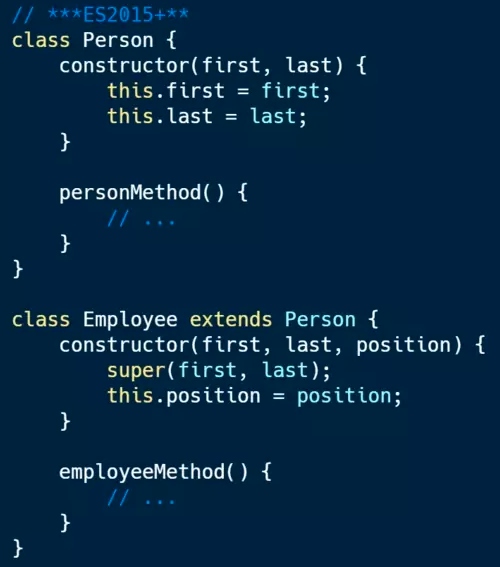 // ***ES2015+**
class Person {
    constructor(first, last) {
        this.first = first;
        this.last = last;
    }

    personMethod() {
        // ...
    }
}

class Employee extends Person {
    constructor(first, last, position) {
        super(first, last);
        this.position = position;
    }

    employeeMethod() {
        // ...
    }
}